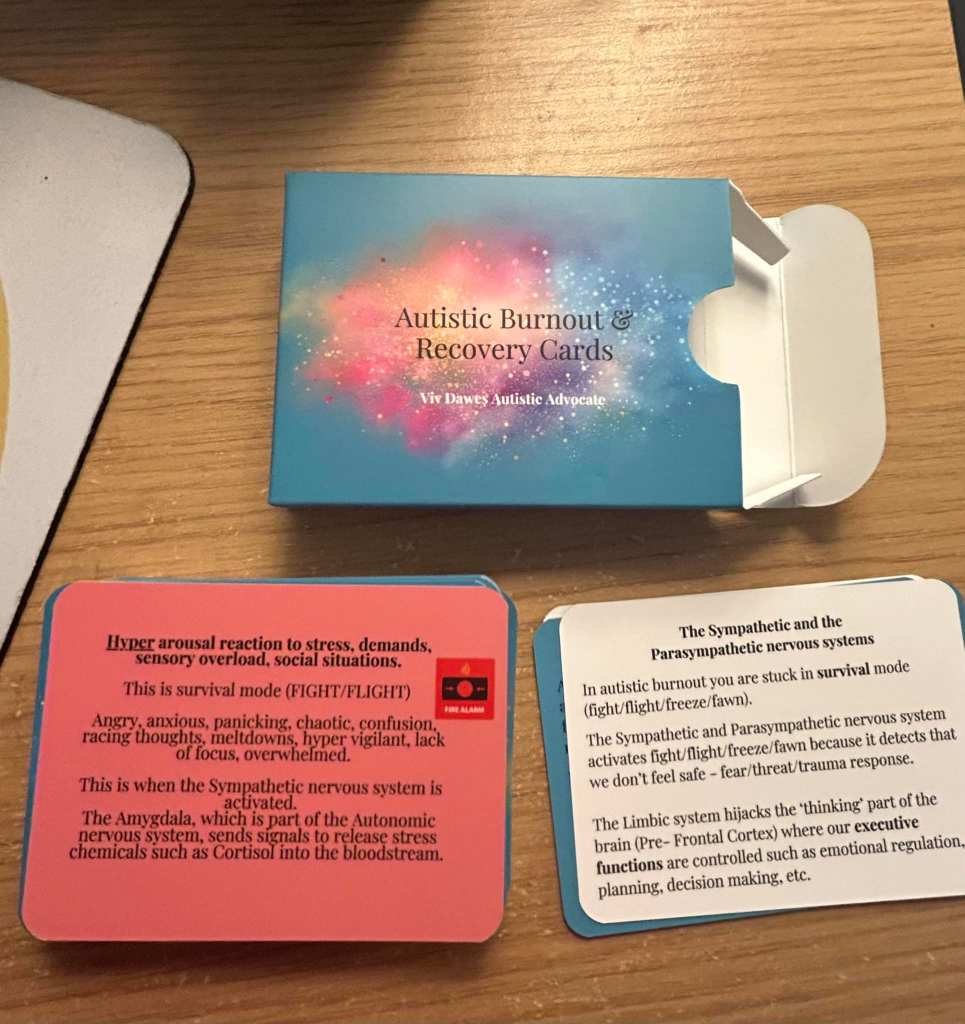 Autistic Burnout &
Recovery Cards
Viv Dawes Autistic Advocate
Hyper arousal reaction to stress, demands,
sensory overload, social situations.
This is survival mode (FIGHT/FLIGHT)
FIRE ALARM
Angry, anxious, panicking, chaotic, confusion,
racing thoughts, meltdowns, hyper vigilant, lack
of focus, overwhelmed.
This is when the Sympathetic nervous system is
activated.
The Amygdala, which is part of the Autonomic
nervous system, sends signals to release stress
chemicals such as Cortisol into the bloodstream.
The Sympathetic and the
Parasympathetic nervous systems
In autistic burnout you are stuck in survival mode
(fight/flight/freeze/fawn).
The Sympathetic and Parasympathetic nervous system
activates fight/flight/freeze/fawn because it detects that
we don't feel safe – fear/threat/trauma response.
The Limbic system hijacks the 'thinking' part of the
brain (Pre- Frontal Cortex) where our executive
functions are controlled such as emotional regulation,
planning, decision making, etc.